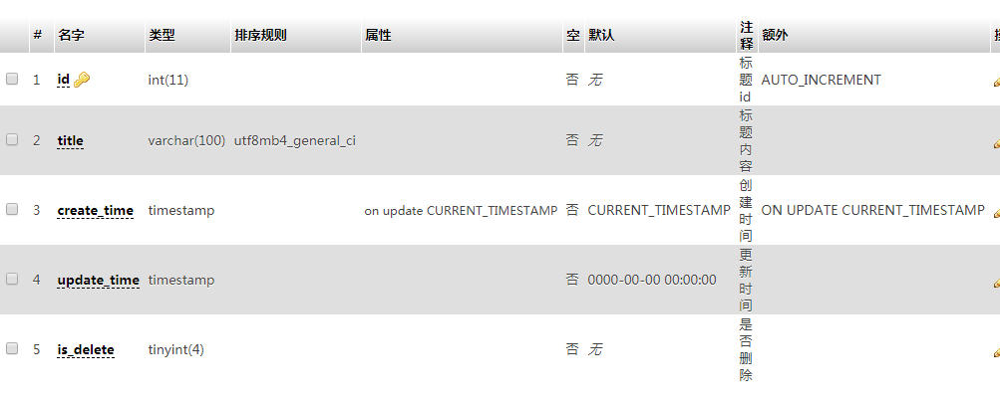 # 名字 类型 排序规则 属性 空 默认 注释 额外
1 id int(11) 否 无 标题id AUTO_INCREMENT
2 title varchar(100) utf8mb4_general_ci 否 无 标题内容
3 create_time timestamp on update CURRENT_TIMESTAMP 否 CURRENT_TIMESTAMP 创建时间 ON UPDATE CURRENT_TIMESTAMP
4 update_time timestamp 否 0000-00-00 00:00:00 更新时间
5 is_delete tinyint(4) 否 无 是否删除